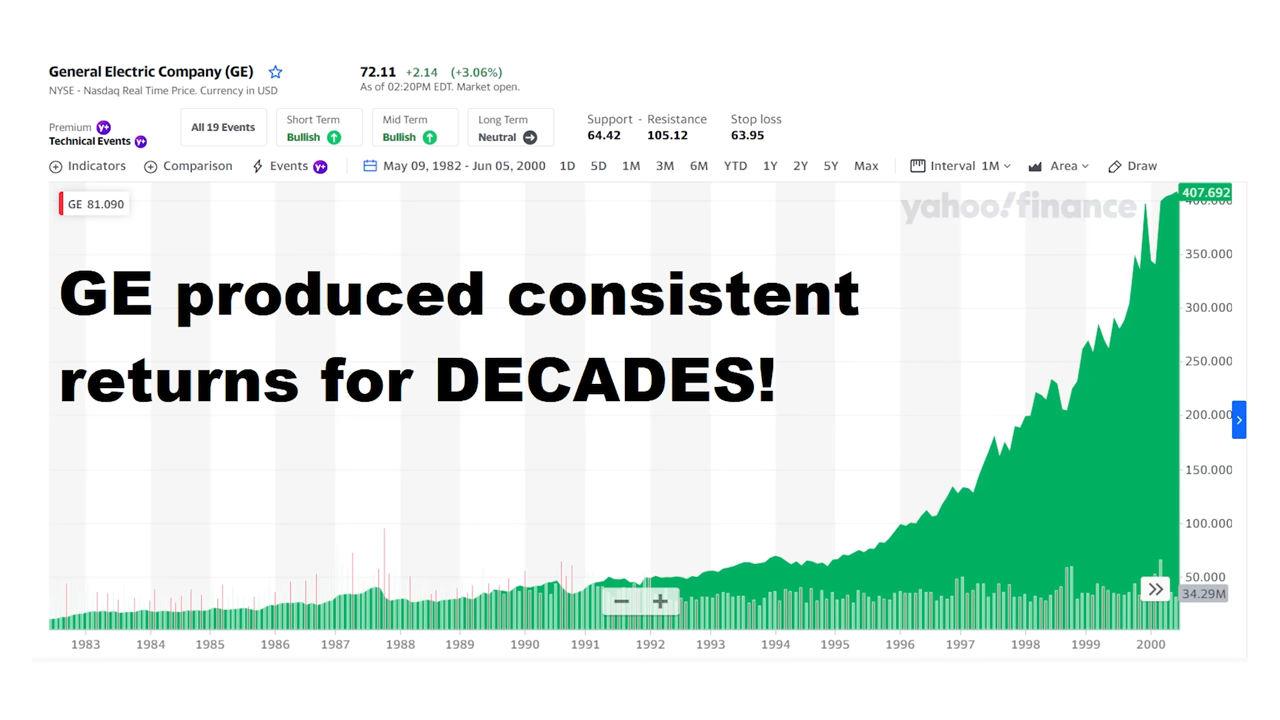 General Electric Company (GE)
NYSE - Nasdaq Real Time Price. Currency in USD
72.11 +2.14 (+3.06%)
As of 02:20PM EDT. Market open.
Premium Y+
Technical Events Y+
All 19 Events
Short Term
Bullish
Mid Term
Bullish
Long Term
Neutral
Support - Resistance
64.42 105.12
Stop loss
63.95
Indicators Comparison Events Y+ May 09, 1982 - Jun 05, 2000 1D 5D 1M 3M 6M YTD 1Y 2Y 5Y Max Interval 1M Area Draw
GE 81.090
yahoo!finance
GE produced consistent
returns for DECADES!
407.692
400.000
350.000
300.000
250.000
200.000
150.000
100.000
50.000
34.29M
1983 1984 1985 1986 1987 1988 1989 1990 1991 1992 1993 1994 1995 1996 1997 1998 1999 2000